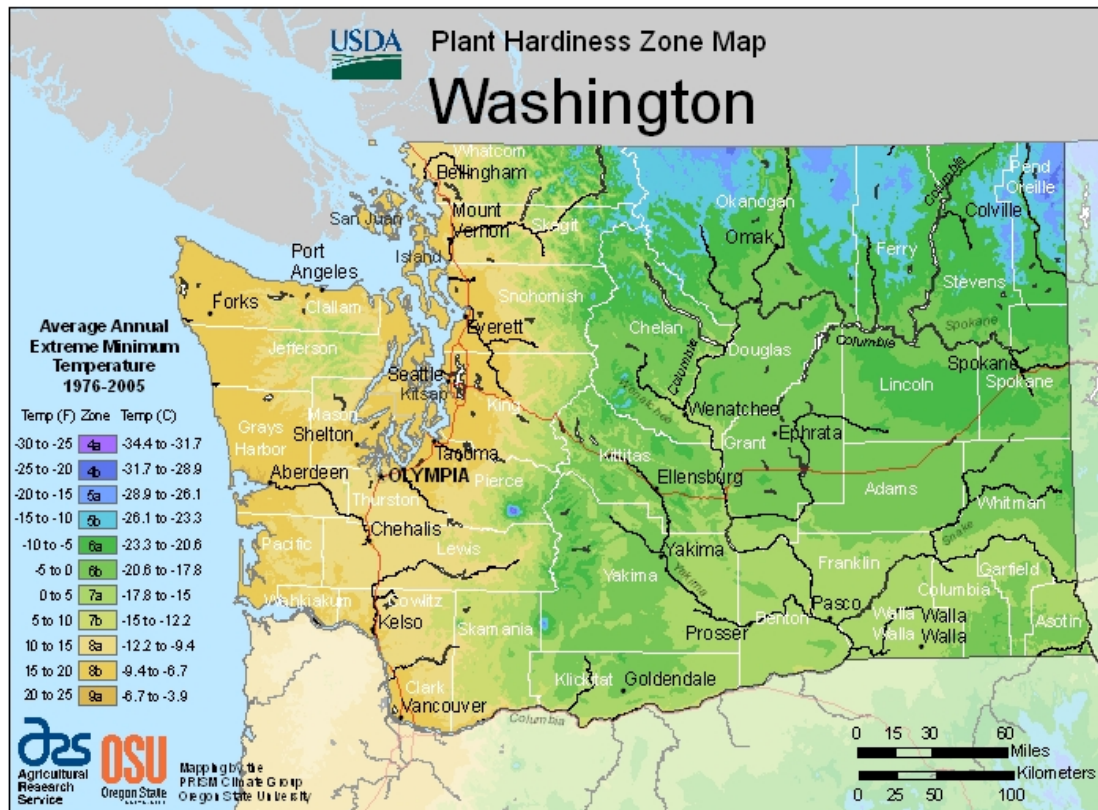 USDA
Plant Hardiness Zone Map
Washington
Whatcom
Bellingham
San Juan
Mount
Vernon
Skagit
Island
Okanogan
Omak
Ferry
Columbia
Pend
Oreille
Colville
Stevens
Port
Angeles
Forks
Clallam
Jefferson
Snohomish
Everett
Chelan
Columbia
Douglas
Columbia
Spokane
Spokane
Spokane
Lincoln
Seattle
Kitsap
King
Wenatchee
Wenatchee
Grays
Harbor
Mason
Shelton
Tacoma
Kittitas
Grant
Ephrata
Aberdeen
OLYMPIA
Thurston
Pierce
Ellensburg
Adams
Whitman
Pacific
Chehalis
Lewis
Yakima
Yakima
Yakima
Franklin
Snake
Columbia
Garfield
Wahkiakum
Cowlitz
Kelso
Skamania
Prosser
Benton
Pasco
Walla
Walla
Walla
Walla
Asotin
Clark
Vancouver
Klickitat
Goldendale
Columbia
Average Annual
Extreme Minimum
Temperature
1976-2005
Temp (F) Zone Temp (C)
-30 to -25 4a -34.4 to -31.7
-25 to -20 4b -31.7 to -28.9
-20 to -15 5a -28.9 to -26.1
-15 to -10 5b -26.1 to -23.3
-10 to -5 6a -23.3 to -20.6
-5 to 0 6b -20.6 to -17.8
0 to 5 7a -17.8 to -15
5 to 10 7b -15 to -12.2
10 to 15 8a -12.2 to -9.4
15 to 20 8b -9.4 to -6.7
20 to 25 9a -6.7 to -3.9
ars
Agricultural
Research
Service
OSU
Oregon State
Mapping by the
PRISM Climate Group
Oregon State University
0 15 30 60
Miles
Kilometers
0 25 50 100